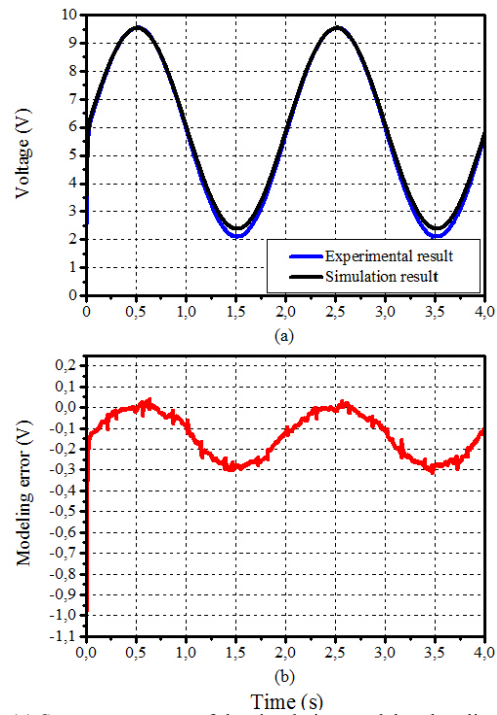 10
9
8
7
6
5
4
3
2
1
0
Voltage (V)
Experimental result
Simulation result
0 0,5 1,0 1,5 2,0 2,5 3,0 3,5 4,0
(a)
0,2
0,1
0,0
-0,1
-0,2
-0,3
-0,4
-0,5
-0,6
-0,7
-0,8
-0,9
-1,0
-1,1
Modeling error (V)
0,0 0,5 1,0 1,5 2,0 2,5 3,0 3,5 4,0
(b)
Time (s)